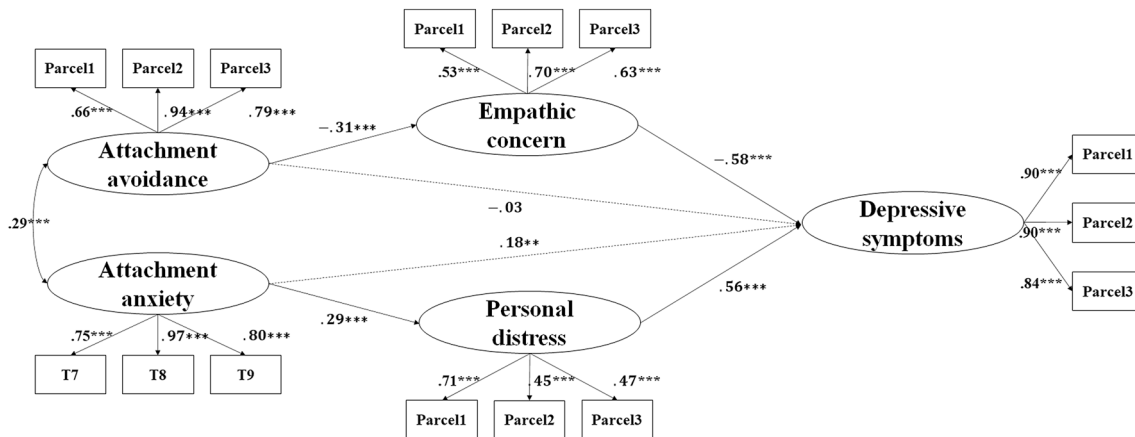 Parcel1 Parcel2 Parcel3
.53*** .70*** .63***
Empathic
concern
Parcel1 Parcel2 Parcel3
.66*** .94*** .79***
Attachment
avoidance
−.31***
−.58***
−.03
.29***
.18**
Depressive
symptoms
Parcel1
.90***
Parcel2
.90***
Parcel3
.84***
Attachment
anxiety
.29***
.56***
Personal
distress
.75*** .97*** .80***
T7 T8 T9
.71*** .45*** .47***
Parcel1 Parcel2 Parcel3